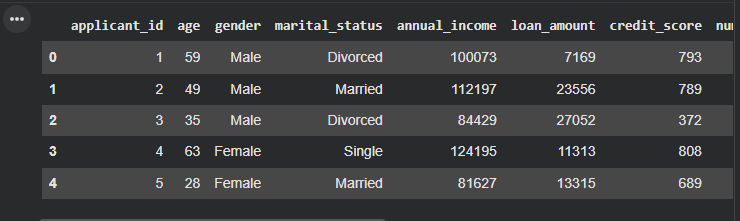 applicant_id age gender marital_status annual_income loan_amount credit_score
0 1 59 Male Divorced 100073 7169 793
1 2 49 Male Married 112197 23556 789
2 3 35 Male Divorced 84429 27052 372
3 4 63 Female Single 124195 11313 808
4 5 28 Female Married 81627 13315 689